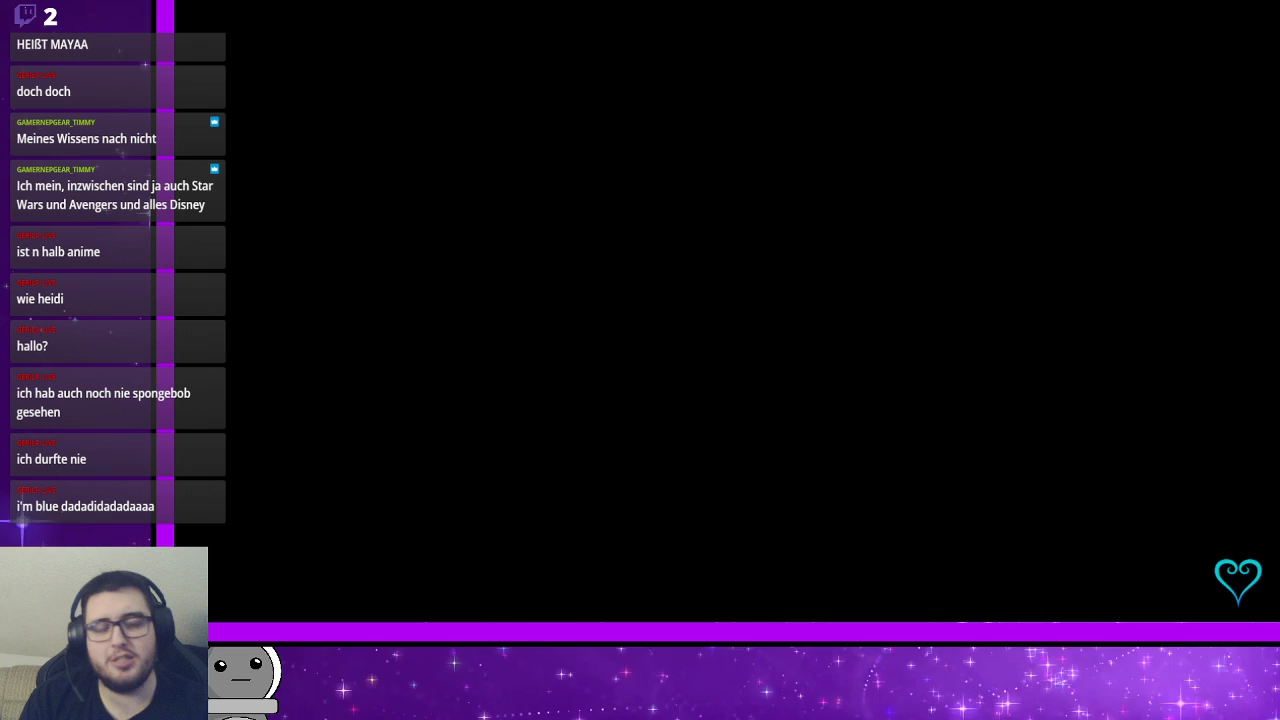 2
HEIßT MAYAA
doch doch
GAMERNEPGEAR_TIMMY
Meines Wissens nach nicht
GAMERNEPGEAR_TIMMY
Ich mein, inzwischen sind ja auch Star
Wars und Avengers und alles Disney
ist n halb anime
wie heidi
hallo?
ich hab auch noch nie spongebob
gesehen
ich durfte nie
i'm blue dadadidadadaaaa